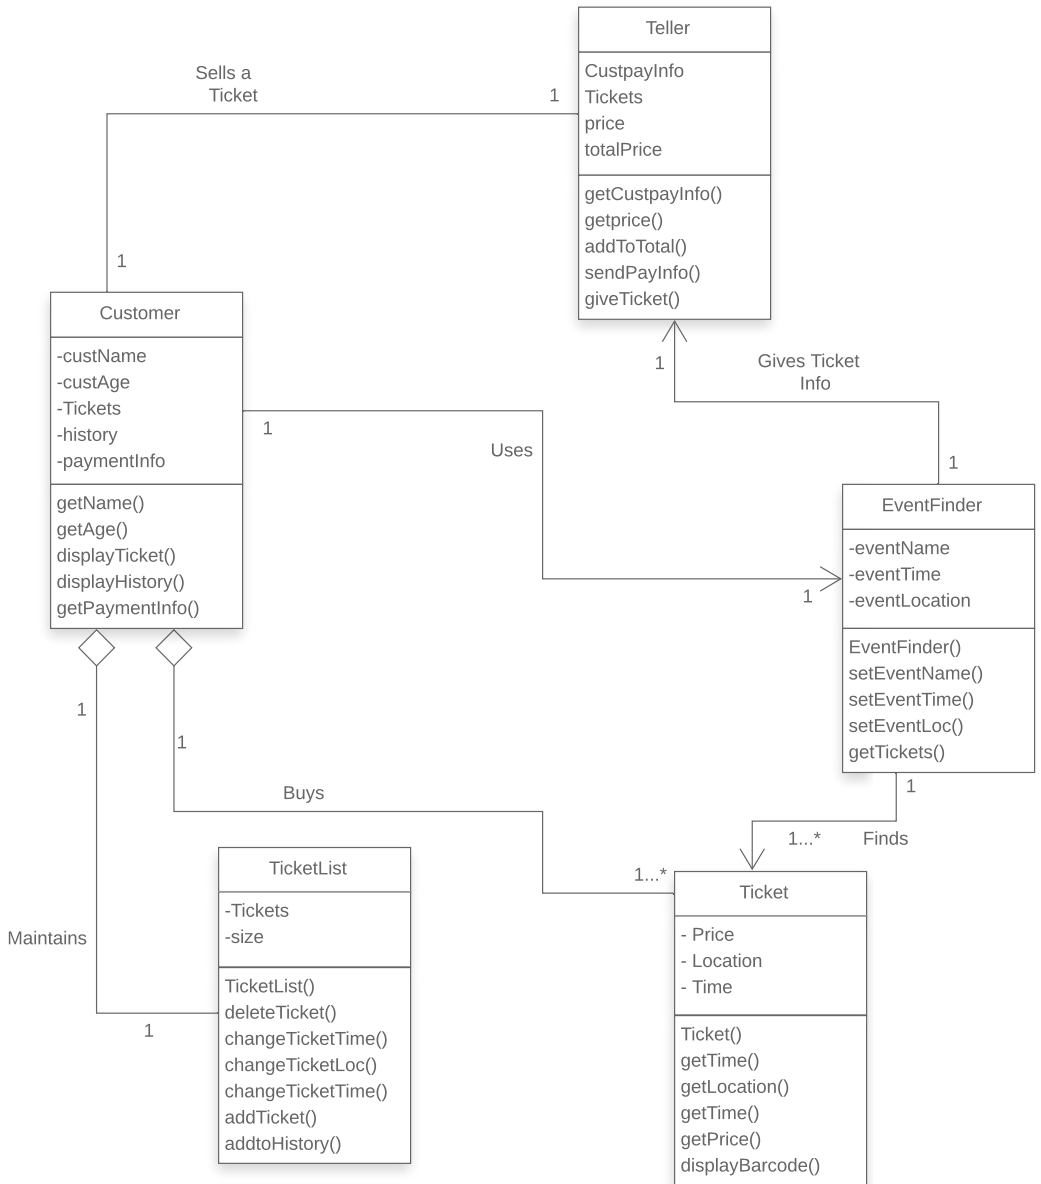 Teller
CustpayInfo
Tickets
price
totalPrice
getCustpayInfo()
getprice()
addToTotal()
sendPayInfo()
giveTicket()
Sells a
Ticket
1
1
Customer
-custName
-custAge
-Tickets
-history
-paymentInfo
getName()
getAge()
displayTicket()
displayHistory()
getPaymentInfo()
1
Uses
1
1
Gives Ticket
Info
1
EventFinder
-eventName
-eventTime
-eventLocation
EventFinder()
setEventName()
setEventTime()
setEventLoc()
getTickets()
1
1...*
Finds
1
1
Buys
1...*
Maintains
1
TicketList
-Tickets
-size
TicketList()
deleteTicket()
changeTicketTime()
changeTicketLoc()
changeTicketTime()
addTicket()
addtoHistory()
Ticket
- Price
- Location
- Time
Ticket()
getTime()
getLocation()
getTime()
getPrice()
displayBarcode()